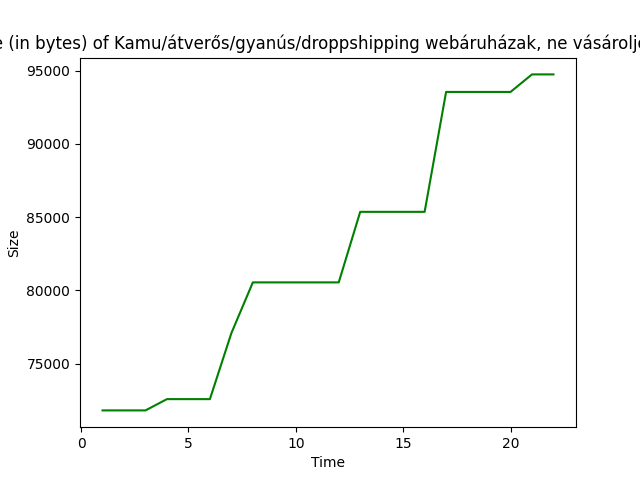 (in bytes) of Kamu/átverős/gyanús/droppshipping webáruházak, ne
95000
90000
85000
80000
75000
Size
0 5 10 15 20
Time